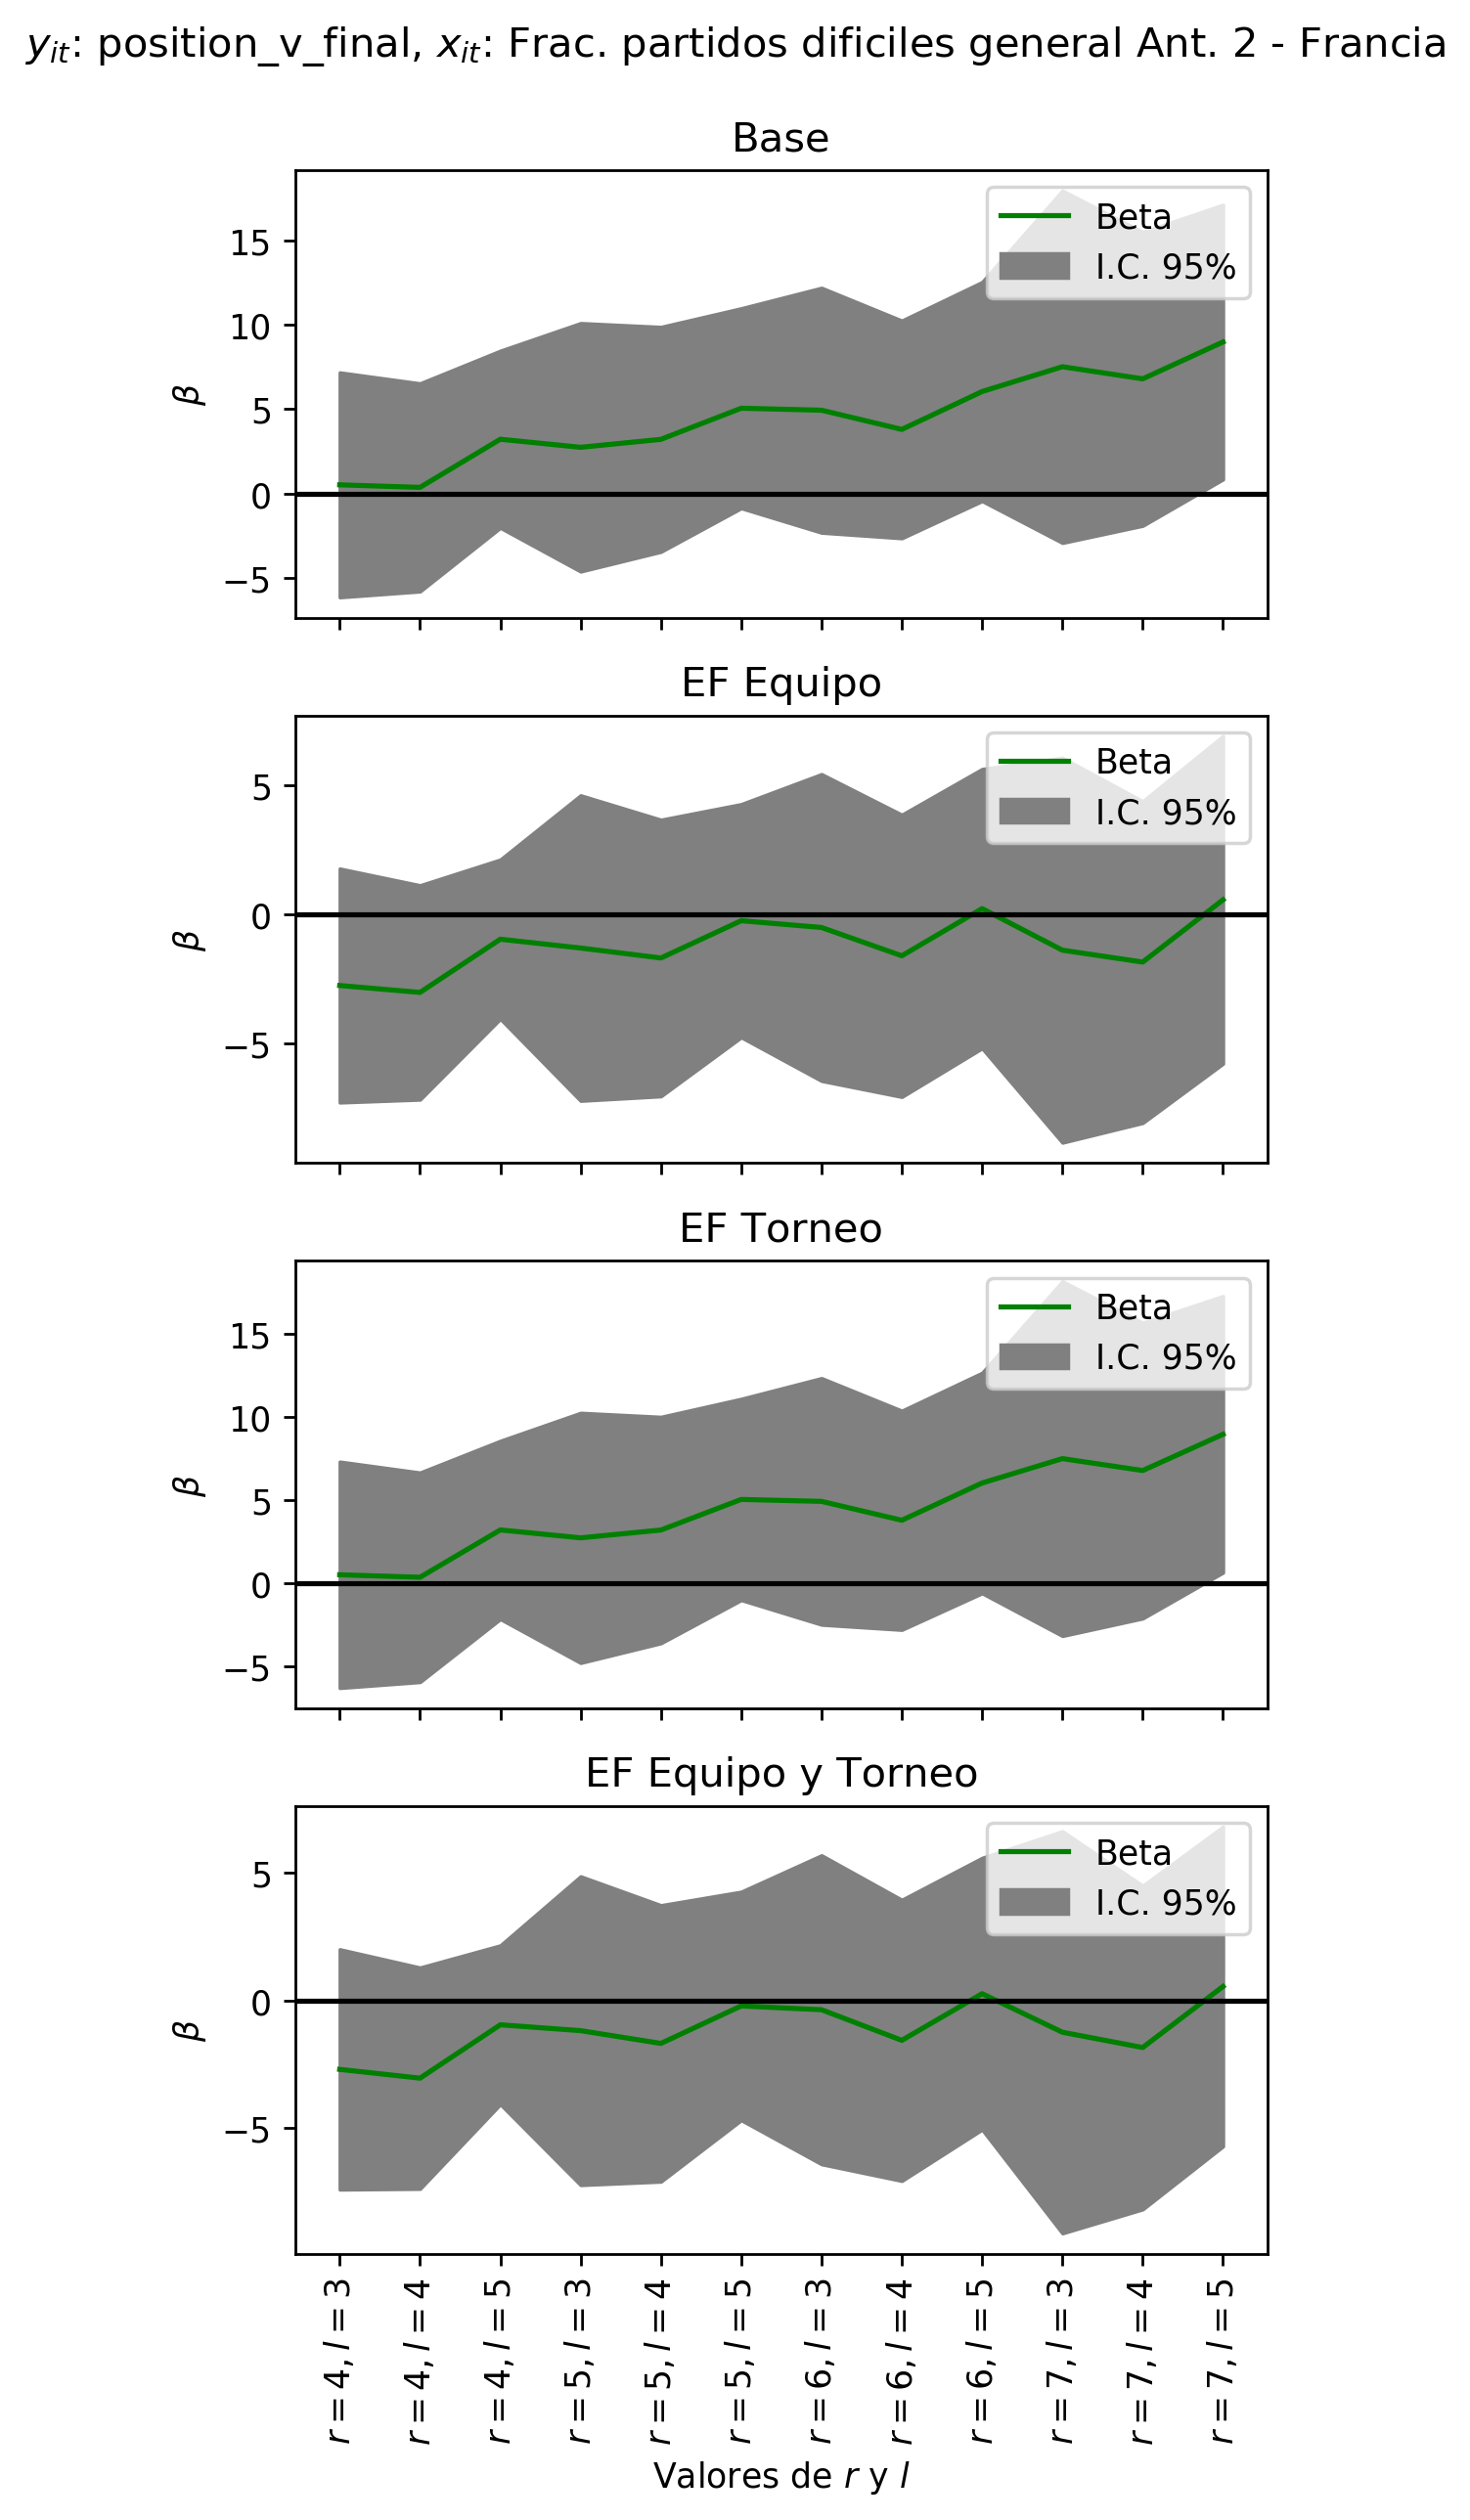 y_it: position_v_final, x_it: Frac. partidos dificiles general Ant. 2 - Francia
Base
Beta
I.C. 95%
15
10
5
0
−5
β
EF Equipo
Beta
I.C. 95%
5
0
−5
β
EF Torneo
Beta
I.C. 95%
15
10
5
0
−5
β
EF Equipo y Torneo
Beta
I.C. 95%
5
0
−5
β
r = 4, l = 3
r = 4, l = 4
r = 4, l = 5
r = 5, l = 3
r = 5, l = 4
r = 5, l = 5
r = 6, l = 3
r = 6, l = 4
r = 6, l = 5
r = 7, l = 3
r = 7, l = 4
r = 7, l = 5
Valores de r y l